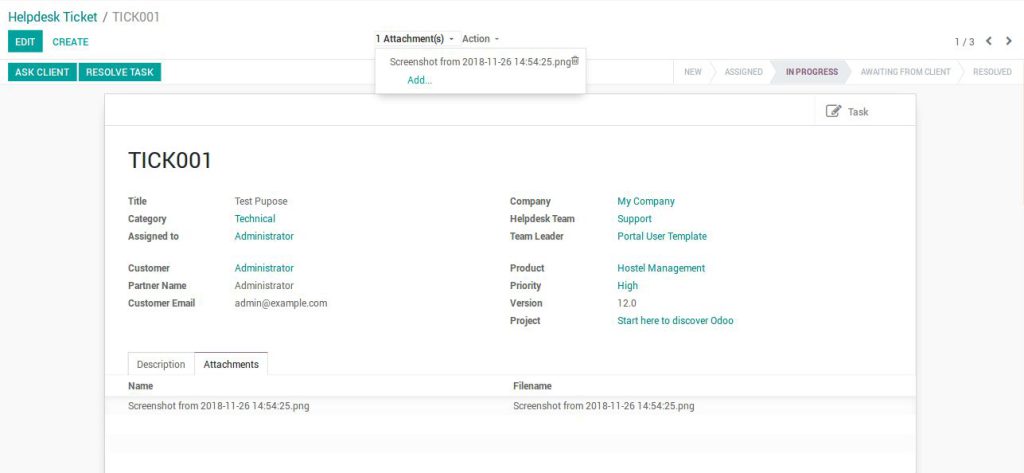 Helpdesk Ticket / TICK001
EDIT CREATE 1 Attachment(s) Action 1 / 3
Screenshot from 2018-11-26 14:54:25.png
Add...
ASK CLIENT RESOLVE TASK NEW ASSIGNED IN PROGRESS AWAITING FROM CLIENT RESOLVED
Task
TICK001
Title Test Pupose Company My Company
Category Technical Helpdesk Team Support
Assigned to Administrator Team Leader Portal User Template
Customer Administrator Product Hostel Management
Partner Name Administrator Priority High
Customer Email admin@example.com Version 12.0
Project Start here to discover Odoo
Description Attachments
Name Filename
Screenshot from 2018-11-26 14:54:25.png Screenshot from 2018-11-26 14:54:25.png